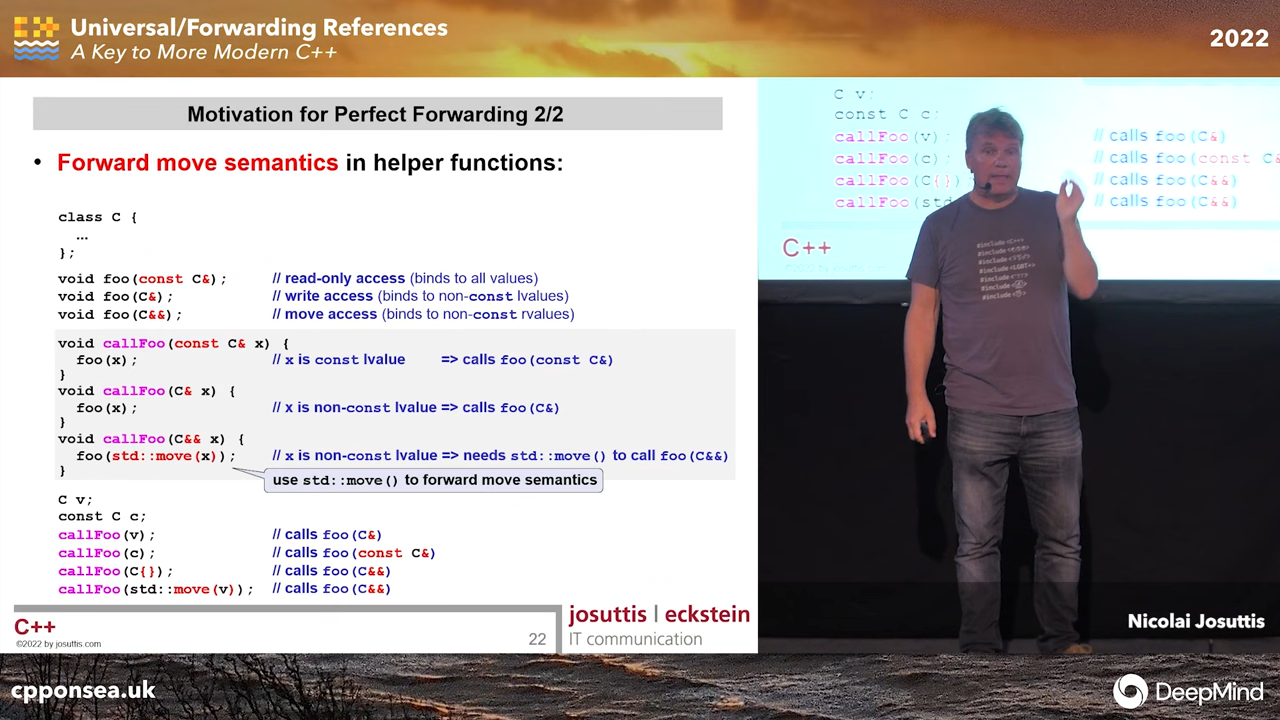 Universal/Forwarding References
A Key to More Modern C++
2022
Motivation for Perfect Forwarding 2/2
• Forward move semantics in helper functions:
class C {
...
};
void foo(const C&); // read-only access (binds to all values)
void foo(C&); // write access (binds to non-const lvalues)
void foo(C&&); // move access (binds to non-const rvalues)
void callFoo(const C& x) {
foo(x); // x is const lvalue => calls foo(const C&)
}
void callFoo(C& x) {
foo(x); // x is non-const lvalue => calls foo(C&)
}
void callFoo(C&& x) {
foo(std::move(x)); // x is non-const lvalue => needs std::move() to call foo(C&&)
}
use std::move() to forward move semantics
C v;
const C c;
callFoo(v); // calls foo(C&)
callFoo(c); // calls foo(const C&)
callFoo(C{}); // calls foo(C&&)
callFoo(std::move(v)); // calls foo(C&&)
C++
©2022 by josuttis.com
22
josuttis | eckstein
IT communication
C v;
const C c;
callFoo(v); // calls foo(C&)
callFoo(c); // calls foo(const C&
callFoo(C{}) // calls foo(C&&)
callFoo(std // calls foo(C&&)
C++
#include<C++>
Nicolai Josuttis
cpponsea.uk
DeepMind